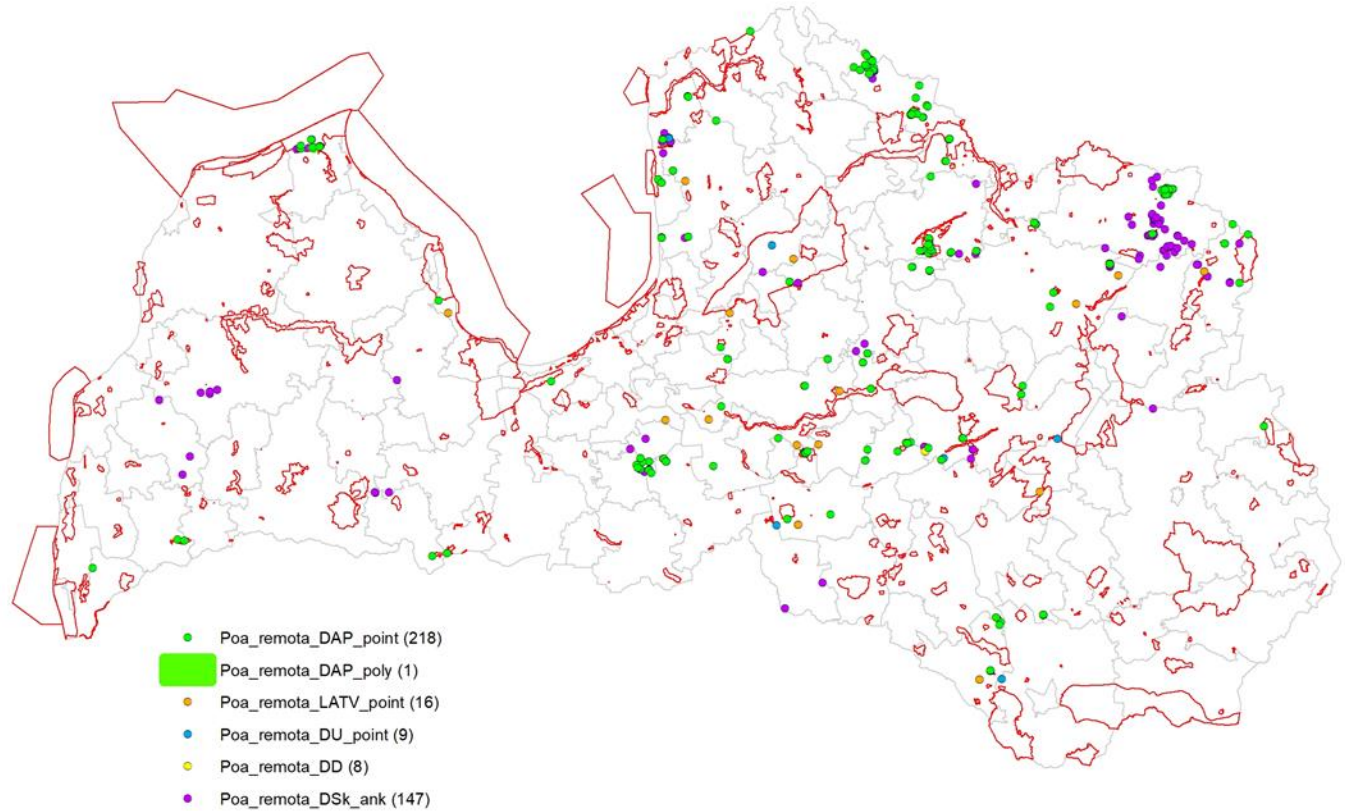 Poa_remota_DAP_point (218)
Poa_remota_DAP_poly (1)
Poa_remota_LATV_point (16)
Poa_remota_DU_point (9)
Poa_remota_DD (8)
Poa_remota_DSk_ank (147)